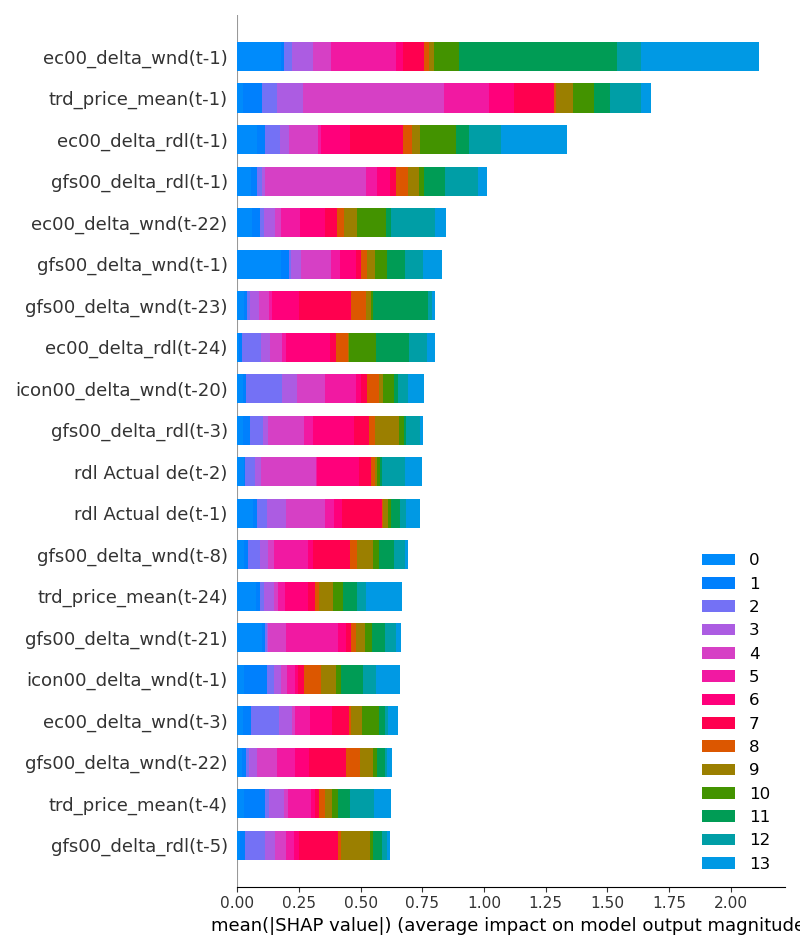 ec00_delta_wnd(t-1)
trd_price_mean(t-1)
ec00_delta_rdl(t-1)
gfs00_delta_rdl(t-1)
ec00_delta_wnd(t-22)
gfs00_delta_wnd(t-1)
gfs00_delta_wnd(t-23)
ec00_delta_rdl(t-24)
icon00_delta_wnd(t-20)
gfs00_delta_rdl(t-3)
rdl Actual de(t-2)
rdl Actual de(t-1)
gfs00_delta_wnd(t-8)
trd_price_mean(t-24)
gfs00_delta_wnd(t-21)
icon00_delta_wnd(t-1)
ec00_delta_wnd(t-3)
gfs00_delta_wnd(t-22)
trd_price_mean(t-4)
gfs00_delta_rdl(t-5)
0
1
2
3
4
5
6
7
8
9
10
11
12
13
0.00 0.25 0.50 0.75 1.00 1.25 1.50 1.75 2.00
mean(|SHAP value|) (average impact on model output magnitude